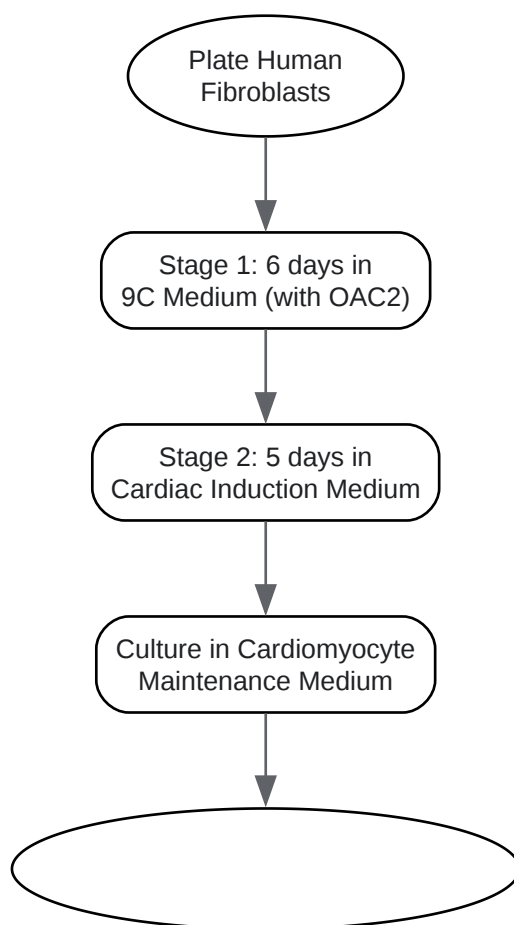 Plate Human
Fibroblasts
Stage 1: 6 days in
9C Medium (with OAC2)
Stage 2: 5 days in
Cardiac Induction Medium
Culture in Cardiomyocyte
Maintenance Medium